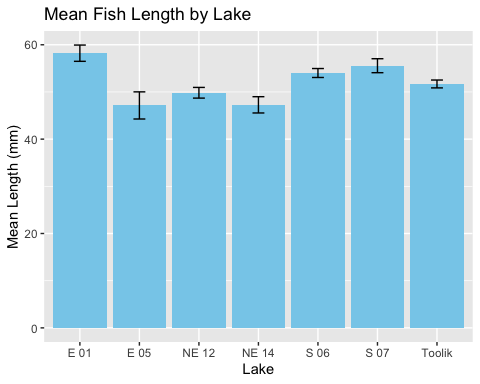 Mean Fish Length by Lake
60
40
20
0
Mean Length (mm)
E 01 E 05 NE 12 NE 14 S 06 S 07 Toolik
Lake